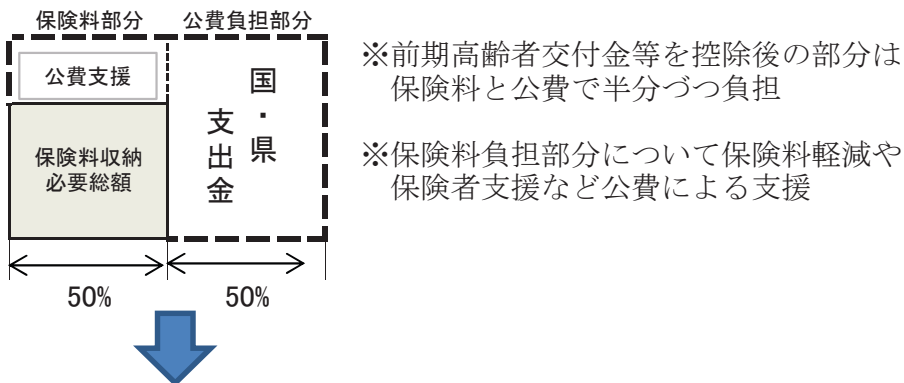 保険料部分 公費負担部分
公費支援
国・県
支出金
保険料収納
必要総額
50% 50%
※前期高齢者交付金等を控除後の部分は
保険料と公費で半分づつ負担
※保険料負担部分について保険料軽減や
保険者支援など公費による支援